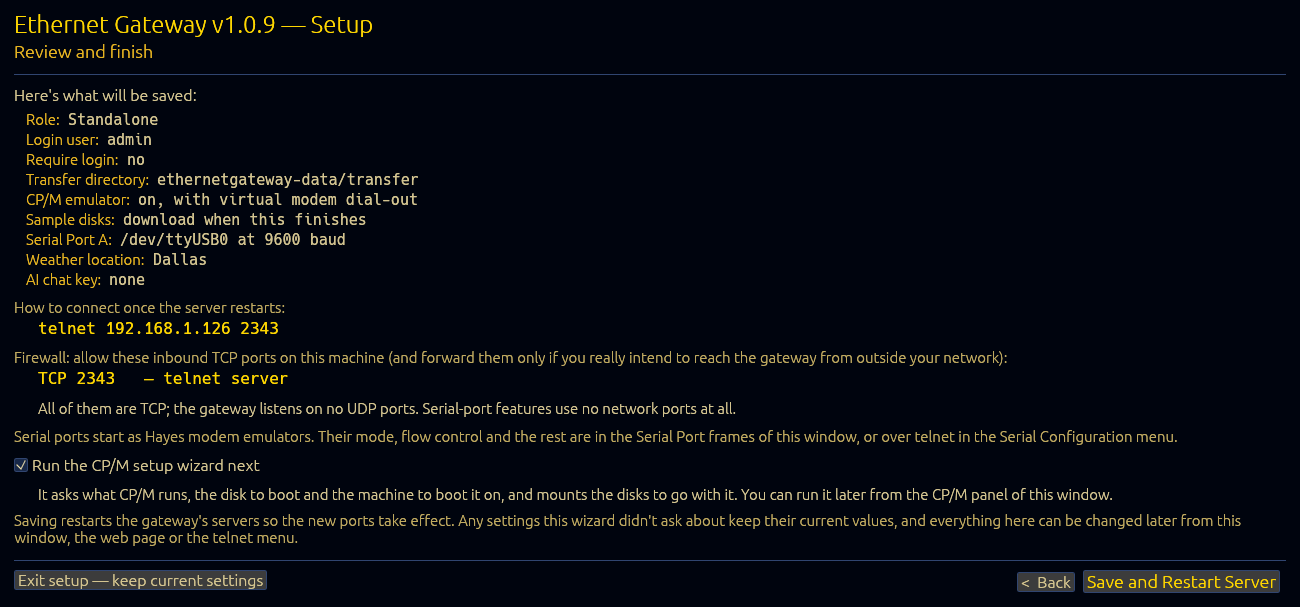 Ethernet Gateway v1.0.9 — Setup
Review and finish
Here's what will be saved:
Role: Standalone
Login user: admin
Require login: no
Transfer directory: ethernetgateway-data/transfer
CP/M emulator: on, with virtual modem dial-out
Sample disks: download when this finishes
Serial Port A: /dev/ttyUSB0 at 9600 baud
Weather location: Dallas
AI chat key: none
How to connect once the server restarts:
telnet 192.168.1.126 2343
Firewall: allow these inbound TCP ports on this machine (and forward them only if you really intend to reach the gateway from outside your network):
TCP 2343 — telnet server
All of them are TCP; the gateway listens on no UDP ports. Serial-port features use no network ports at all.
Serial ports start as Hayes modem emulators. Their mode, flow control and the rest are in the Serial Port frames of this window, or over telnet in the Serial Configuration menu.
Run the CP/M setup wizard next
It asks what CP/M runs, the disk to boot and the machine to boot it on, and mounts the disks to go with it. You can run it later from the CP/M panel of this window.
Saving restarts the gateway's servers so the new ports take effect. Any settings this wizard didn't ask about keep their current values, and everything here can be changed later from this
window, the web page or the telnet menu.
Exit setup — keep current settings
< Back
Save and Restart Server